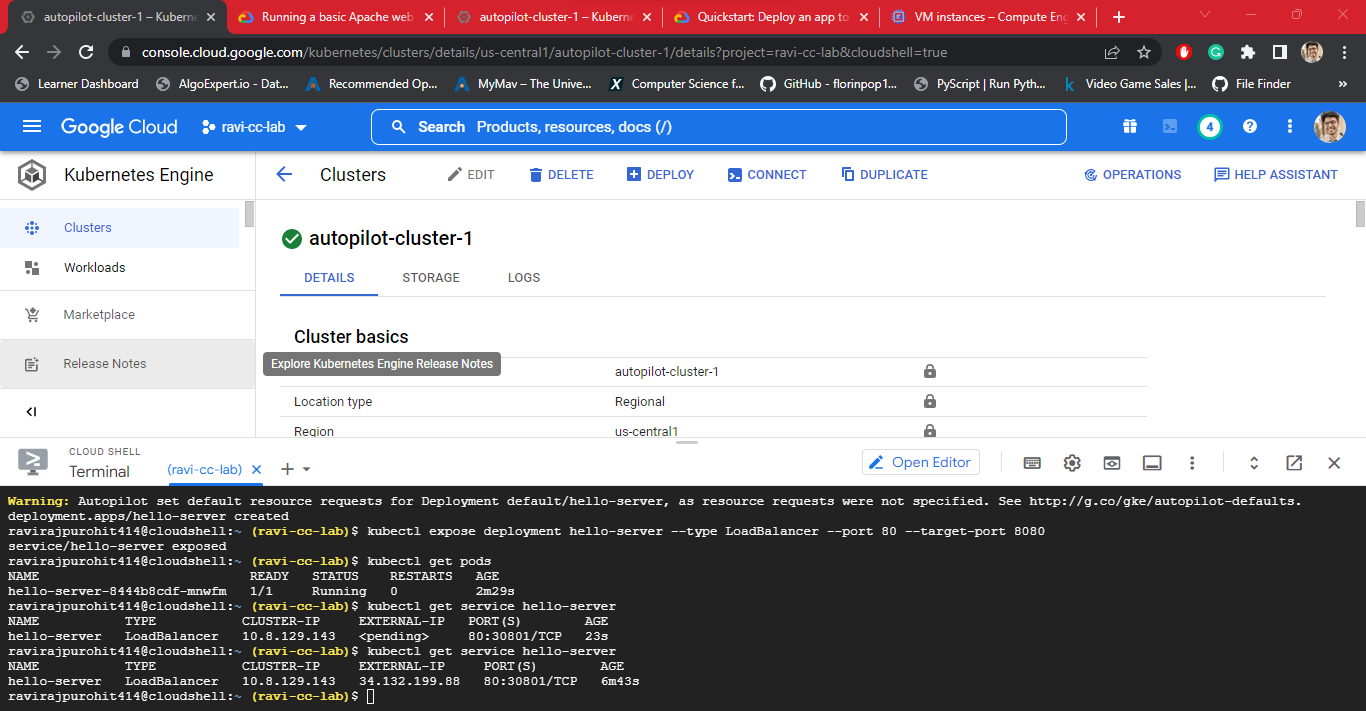 autopilot-cluster-1 – Kuberne
Running a basic Apache web
autopilot-cluster-1 – Kuberne
Quickstart: Deploy an app to
VM instances – Compute Eng
console.cloud.google.com/kubernetes/clusters/details/us-central1/autopilot-cluster-1/details?project=ravi-cc-lab&cloudshell=true
Learner Dashboard
AlgoExpert.io - Dat...
Recommended Op...
MyMav – The Unive...
Computer Science f...
GitHub - florinpop1...
PyScript | Run Pyth...
Video Game Sales |...
File Finder
»
Google Cloud
ravi-cc-lab
Search Products, resources, docs (/)
4
Kubernetes Engine
Clusters
EDIT
DELETE
DEPLOY
CONNECT
DUPLICATE
OPERATIONS
HELP ASSISTANT
Clusters
Workloads
Marketplace
Release Notes
autopilot-cluster-1
DETAILS
STORAGE
LOGS
Cluster basics
Explore Kubernetes Engine Release Notes
autopilot-cluster-1
Location type Regional
Region us-central1
CLOUD SHELL
Terminal
(ravi-cc-lab)
Open Editor
Warning: Autopilot set default resource requests for Deployment default/hello-server, as resource requests were not specified. See http://g.co/gke/autopilot-defaults.
deployment.apps/hello-server created
ravirajpurohit414@cloudshell:~ (ravi-cc-lab)$ kubectl expose deployment hello-server --type LoadBalancer --port 80 --target-port 8080
service/hello-server exposed
ravirajpurohit414@cloudshell:~ (ravi-cc-lab)$ kubectl get pods
NAME READY STATUS RESTARTS AGE
hello-server-8444b8cdf-mnwfm 1/1 Running 0 2m29s
ravirajpurohit414@cloudshell:~ (ravi-cc-lab)$ kubectl get service hello-server
NAME TYPE CLUSTER-IP EXTERNAL-IP PORT(S) AGE
hello-server LoadBalancer 10.8.129.143 <pending> 80:30801/TCP 23s
ravirajpurohit414@cloudshell:~ (ravi-cc-lab)$ kubectl get service hello-server
NAME TYPE CLUSTER-IP EXTERNAL-IP PORT(S) AGE
hello-server LoadBalancer 10.8.129.143 34.132.199.88 80:30801/TCP 6m43s
ravirajpurohit414@cloudshell:~ (ravi-cc-lab)$